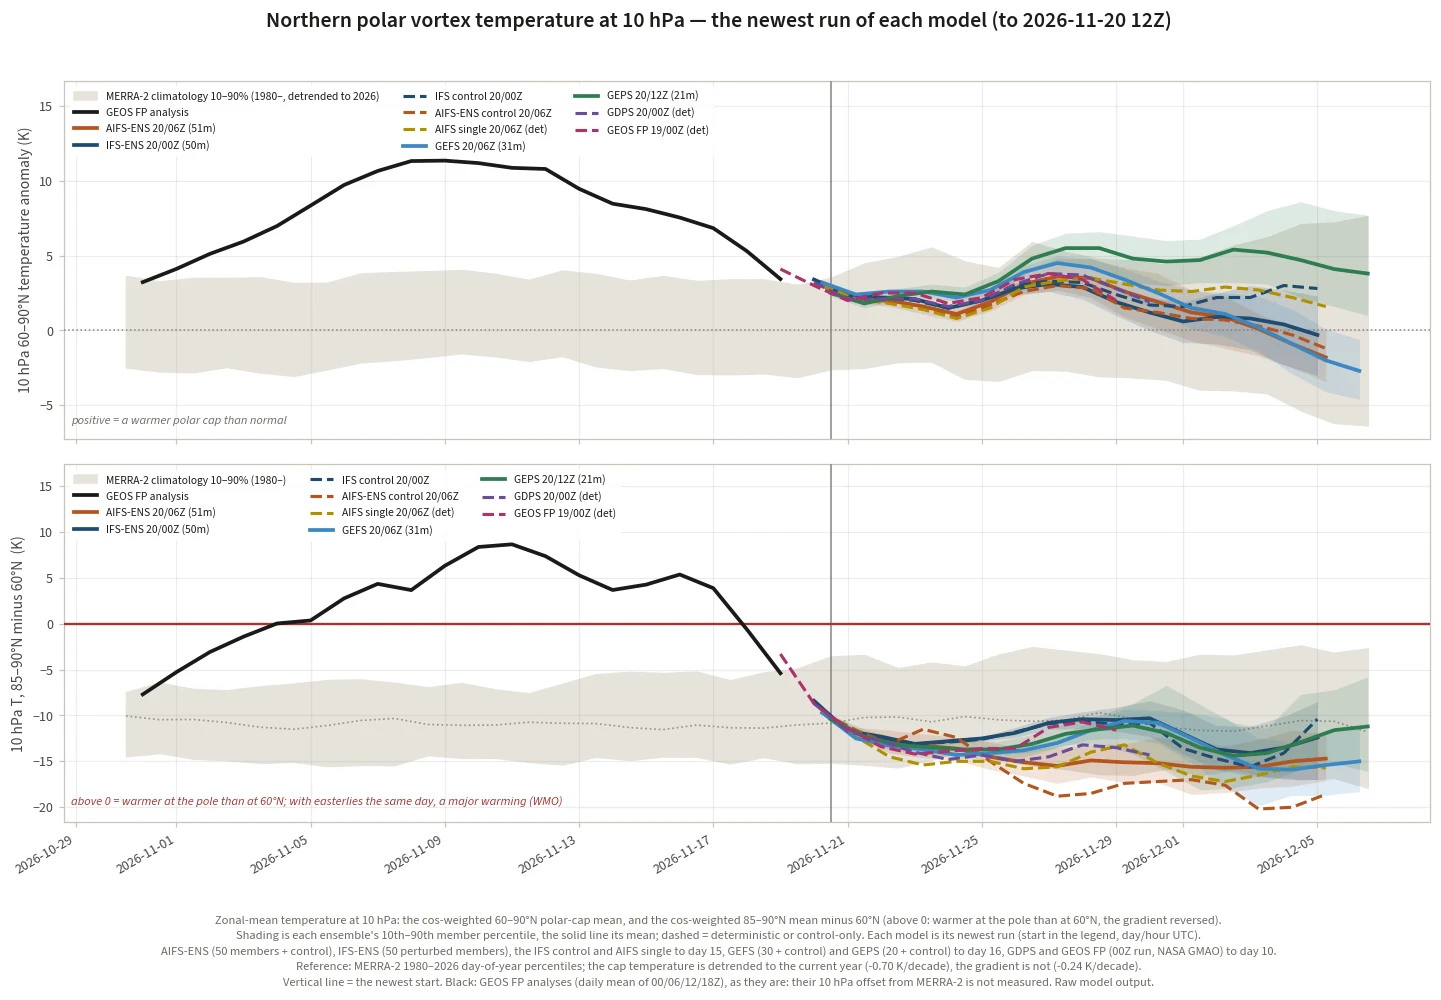 Northern polar vortex temperature at 10 hPa — the newest run of each model (to 2026-11-20 12Z)
10 hPa 60–90°N temperature anomaly (K)
15
10
5
0
−5
MERRA-2 climatology 10–90% (1980–, detrended to 2026)
GEOS FP analysis
AIFS-ENS 20/06Z (51m)
IFS-ENS 20/00Z (50m)
IFS control 20/00Z
AIFS-ENS control 20/06Z
AIFS single 20/06Z (det)
GEFS 20/06Z (31m)
GEPS 20/12Z (21m)
GDPS 20/00Z (det)
GEOS FP 19/00Z (det)
positive = a warmer polar cap than normal
10 hPa T, 85–90°N minus 60°N (K)
15
10
5
0
−5
−10
−15
−20
MERRA-2 climatology 10–90% (1980–)
GEOS FP analysis
AIFS-ENS 20/06Z (51m)
IFS-ENS 20/00Z (50m)
IFS control 20/00Z
AIFS-ENS control 20/06Z
AIFS single 20/06Z (det)
GEFS 20/06Z (31m)
GEPS 20/12Z (21m)
GDPS 20/00Z (det)
GEOS FP 19/00Z (det)
above 0 = warmer at the pole than at 60°N; with easterlies the same day, a major warming (WMO)
2026-10-29
2026-11-01
2026-11-05
2026-11-09
2026-11-13
2026-11-17
2026-11-21
2026-11-25
2026-11-29
2026-12-01
2026-12-05
Zonal-mean temperature at 10 hPa: the cos-weighted 60–90°N polar-cap mean, and the cos-weighted 85–90°N mean minus 60°N (above 0: warmer at the pole than at 60°N, the gradient reversed).
Shading is each ensemble's 10th–90th member percentile, the solid line its mean; dashed = deterministic or control-only. Each model is its newest run (start in the legend, day/hour UTC).
AIFS-ENS (50 members + control), IFS-ENS (50 perturbed members), the IFS control and AIFS single to day 15, GEFS (30 + control) and GEPS (20 + control) to day 16, GDPS and GEOS FP (00Z run, NASA GMAO) to day 10.
Reference: MERRA-2 1980–2026 day-of-year percentiles; the cap temperature is detrended to the current year (-0.70 K/decade), the gradient is not (-0.24 K/decade).
Vertical line = the newest start. Black: GEOS FP analyses (daily mean of 00/06/12/18Z), as they are: their 10 hPa offset from MERRA-2 is not measured. Raw model output.